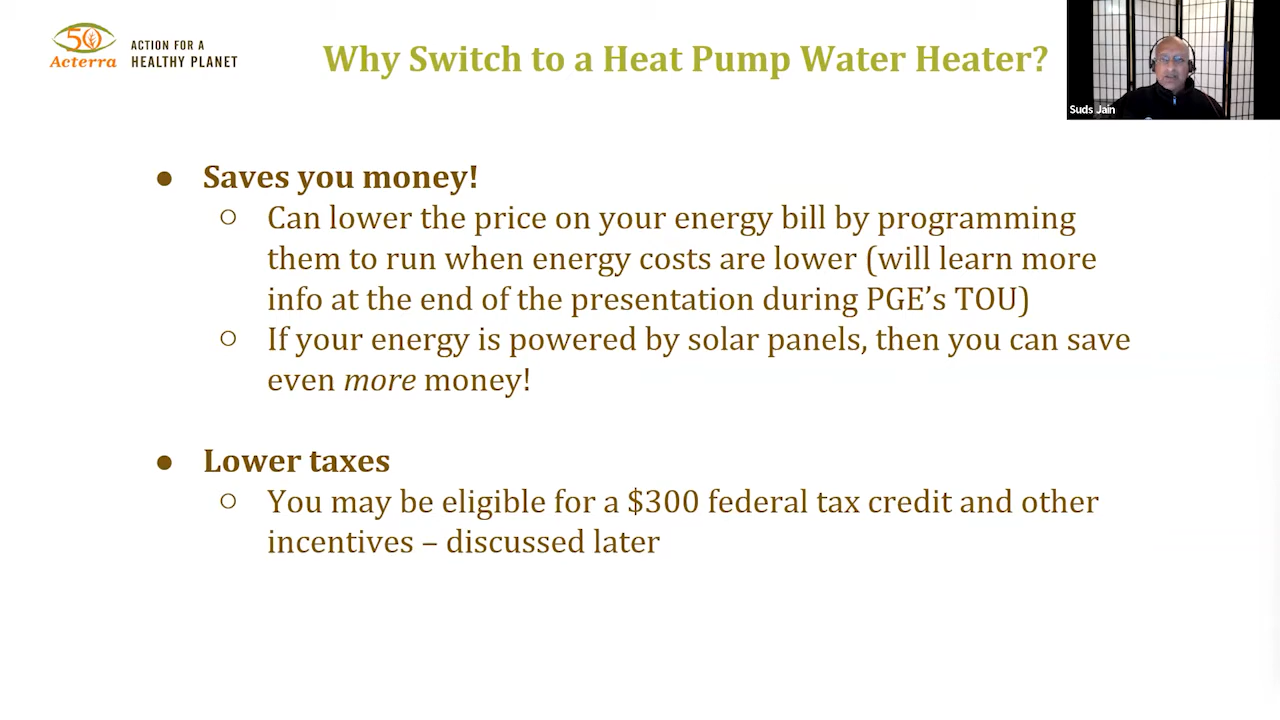 50
Acterra
ACTION FOR A
HEALTHY PLANET
Why Switch to a Heat Pump Water Heater?
Suds Jain
● Saves you money!
○ Can lower the price on your energy bill by programming
them to run when energy costs are lower (will learn more
info at the end of the presentation during PGE’s TOU)
○ If your energy is powered by solar panels, then you can save
even more money!
● Lower taxes
○ You may be eligible for a $300 federal tax credit and other
incentives – discussed later